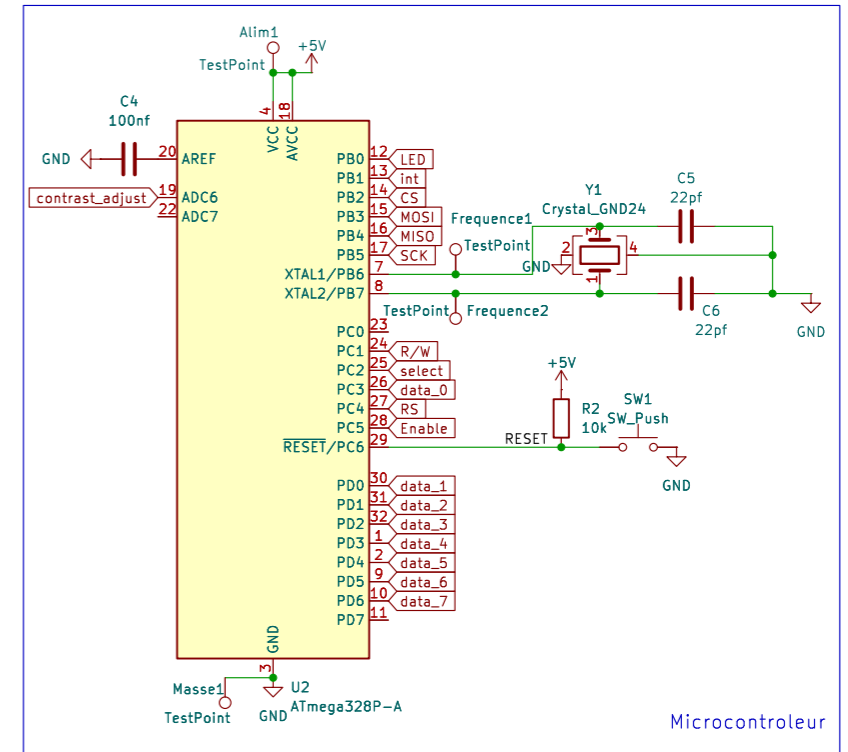 Alim1
+5V
TestPoint
C4
100nf
4
18
VCC
AVCC
GND
20
AREF
PB0
12
LED
PB1
13
int
contrast_adjust
19
ADC6
PB2
14
CS
22
ADC7
PB3
15
MOSI
PB4
16
MISO
PB5
17
SCK
XTAL1/PB6
7
XTAL2/PB7
8
Frequence1
TestPoint
TestPoint
Frequence2
Y1
Crystal_GND24
3
2
4
1
GND
C5
22pf
C6
22pf
GND
PC0
23
PC1
24
R/W
PC2
25
select
PC3
26
data_0
PC4
27
RS
PC5
28
Enable
RESET/PC6
29
RESET
+5V
R2
10k
SW1
SW_Push
GND
PD0
30
data_1
PD1
31
data_2
PD2
32
data_3
PD3
1
data_4
PD4
2
data_5
PD5
9
data_6
PD6
10
data_7
PD7
11
GND
3
Masse1
TestPoint
GND
U2
ATmega328P-A
Microcontroleur